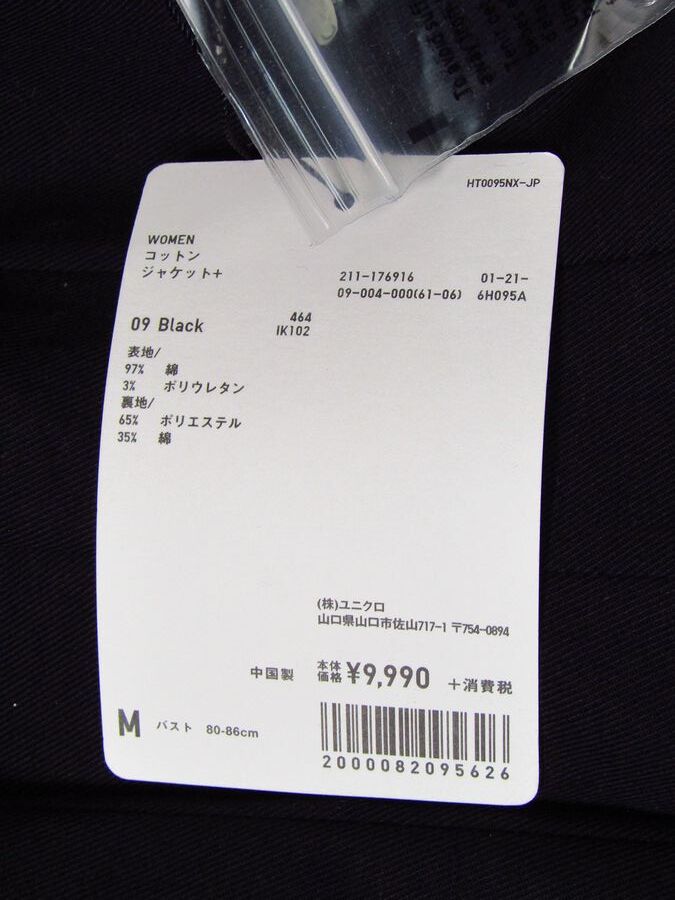 HT0095NX-JP
WOMEN
コットン
ジャケット+
211-176916 01-21-
09-004-000(61-06) 6H095A
09 Black 464
IK102
表地/
97% 綿
3% ポリウレタン
裏地/
65% ポリエステル
35% 綿
(株)ユニクロ
山口県山口市佐山717-1 〒754-0894
中国製 本体価格 ¥9,990 +消費税
M バスト 80-86cm
2000082095626